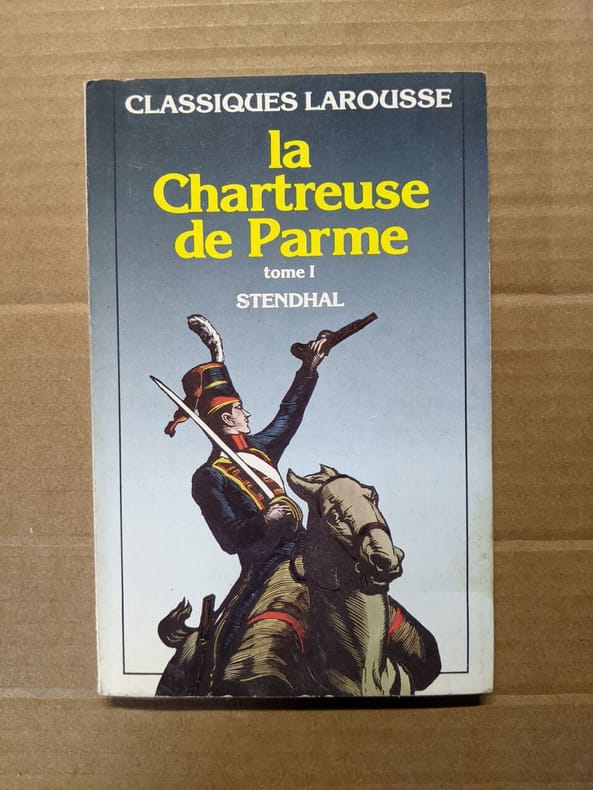 CLASSIQUES LAROUSSE
la
Chartreuse
de Parme
tome I
STENDHAL